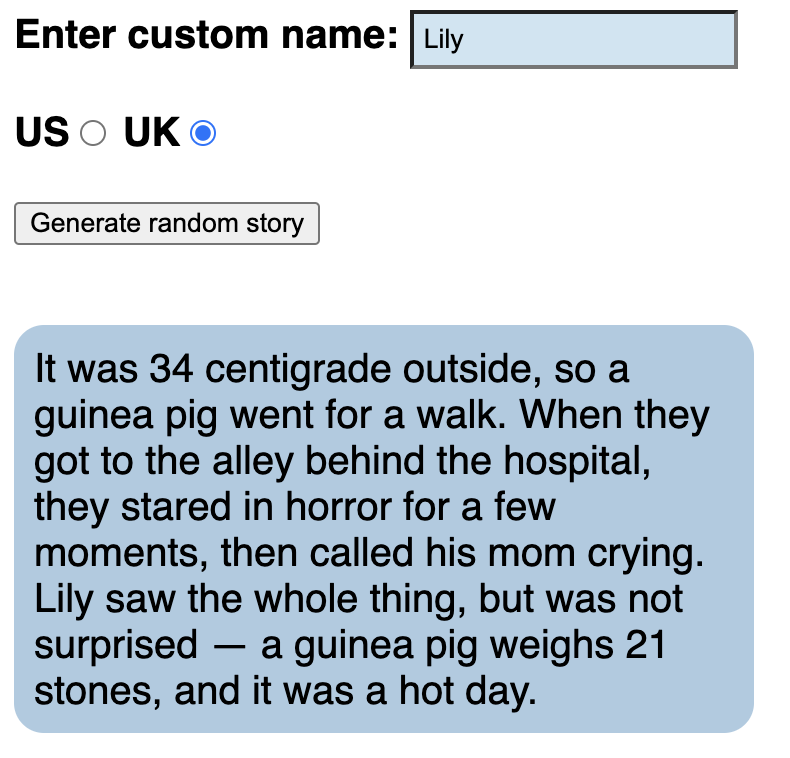 Enter custom name: Lily
US UK
Generate random story
It was 34 centigrade outside, so a
guinea pig went for a walk. When they
got to the alley behind the hospital,
they stared in horror for a few
moments, then called his mom crying.
Lily saw the whole thing, but was not
surprised — a guinea pig weighs 21
stones, and it was a hot day.